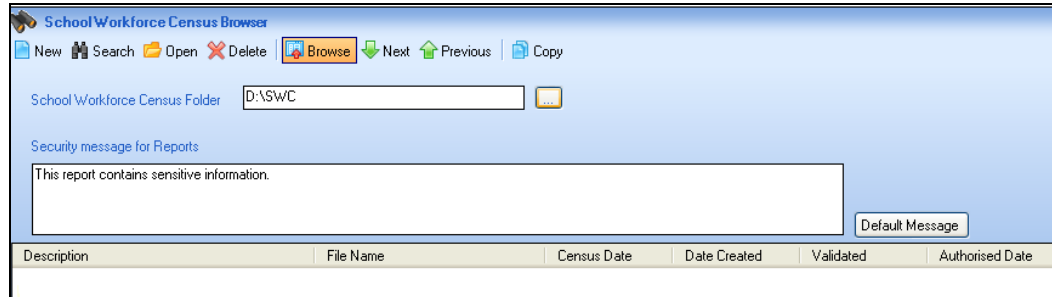 School Workforce Census Browser
New Search Open Delete Browse Next Previous Copy
School Workforce Census Folder D:\SWC ...
Security message for Reports
This report contains sensitive information.
Default Message
Description File Name Census Date Date Created Validated Authorised Date